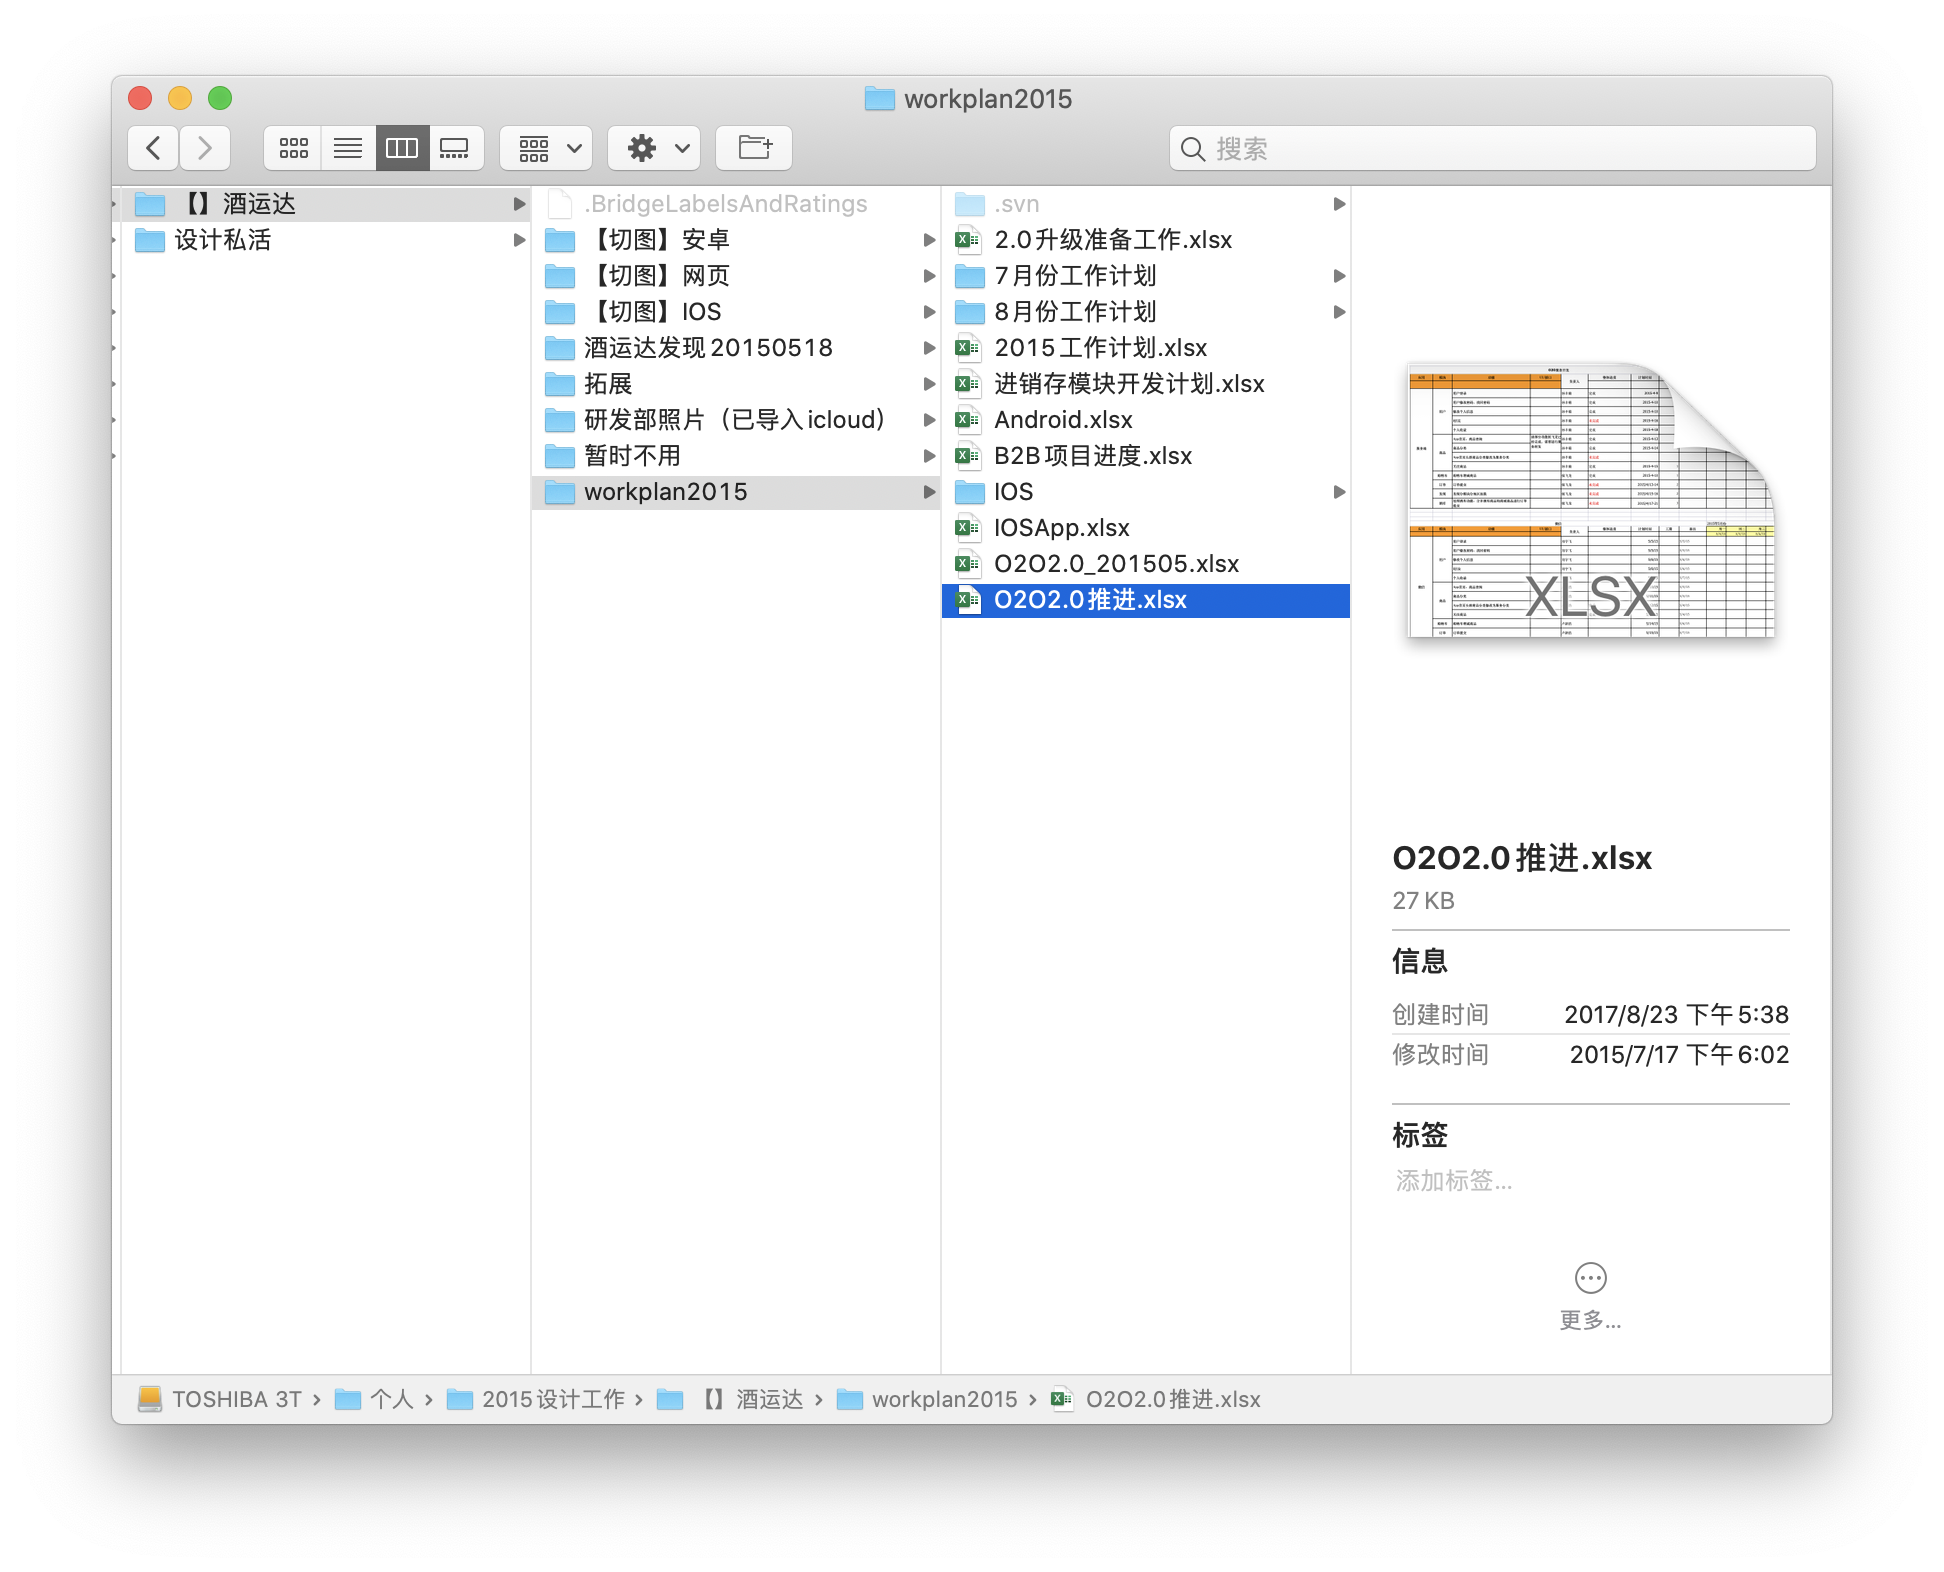 workplan2015
搜索
【】酒运达
设计私活
.BridgeLabelsAndRatings
【切图】安卓
【切图】网页
【切图】IOS
酒运达发现20150518
拓展
研发部照片（已导入icloud）
暂时不用
workplan2015
.svn
2.0升级准备工作.xlsx
7月份工作计划
8月份工作计划
2015工作计划.xlsx
进销存模块开发计划.xlsx
Android.xlsx
B2B项目进度.xlsx
IOS
IOSApp.xlsx
O2O2.0_201505.xlsx
O2O2.0推进.xlsx
XLSX
O2O2.0推进.xlsx
27 KB
信息
创建时间 2017/8/23 下午5:38
修改时间 2015/7/17 下午6:02
标签
添加标签...
更多...
TOSHIBA 3T › 个人 › 2015设计工作 › 【】酒运达 › workplan2015 › O2O2.0推进.xlsx